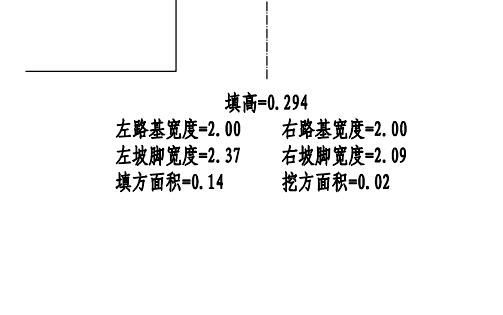 填高=0.294
左路基宽度=2.00 右路基宽度=2.00
左坡脚宽度=2.37 右坡脚宽度=2.09
填方面积=0.14 挖方面积=0.02